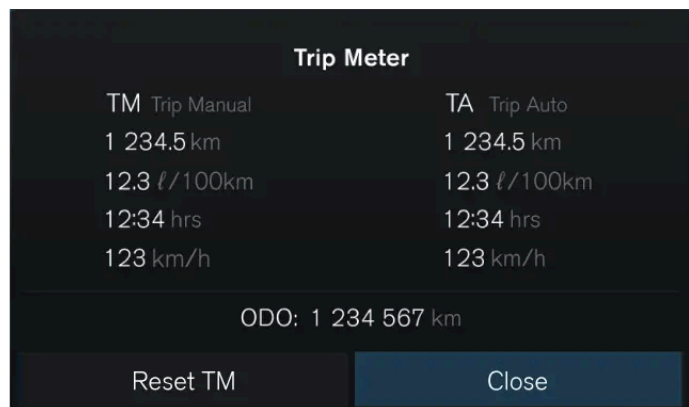 Trip Meter
TM Trip Manual TA Trip Auto
1 234.5 km 1 234.5 km
12.3 ℓ/100km 12.3 ℓ/100km
12:34 hrs 12:34 hrs
123 km/h 123 km/h
ODO: 1 234 567 km
Reset TM Close